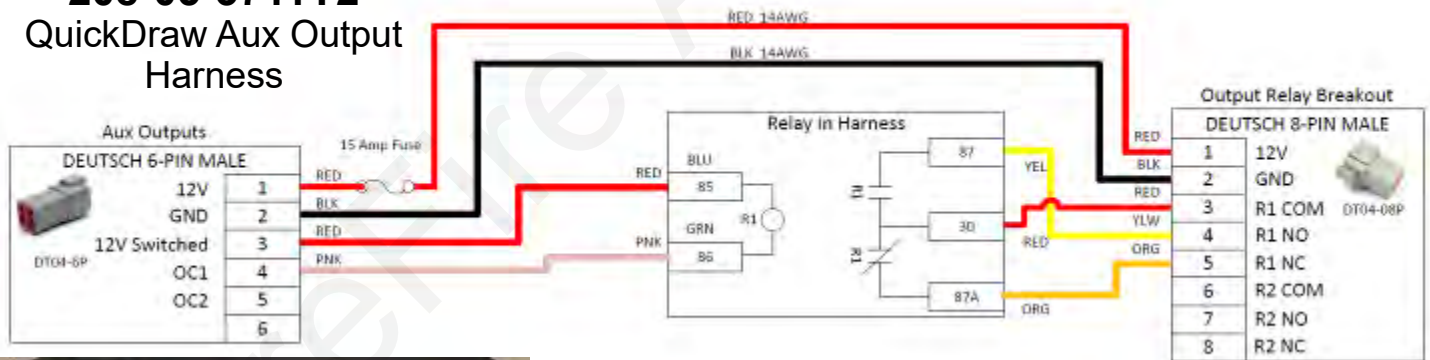 QuickDraw Aux Output
Harness
RED 14AWG
BLK 14AWG
Aux Outputs
DEUTSCH 6-PIN MALE
12V 1
GND 2
12V Switched 3
OC1 4
OC2 5
6
DT04-6P
15 Amp Fuse
RED
BLK
RED
PNK
Relay In Harness
RED
BLU
85
PNK
GRN
86
R1
R1
R1
87
30
87A
YEL
RED
ORG
Output Relay Breakout
DEUTSCH 8-PIN MALE
RED 1 12V
BLK 2 GND
RED 3 R1 COM
YLW 4 R1 NO
ORG 5 R1 NC
6 R2 COM
7 R2 NO
8 R2 NC
DT04-08P